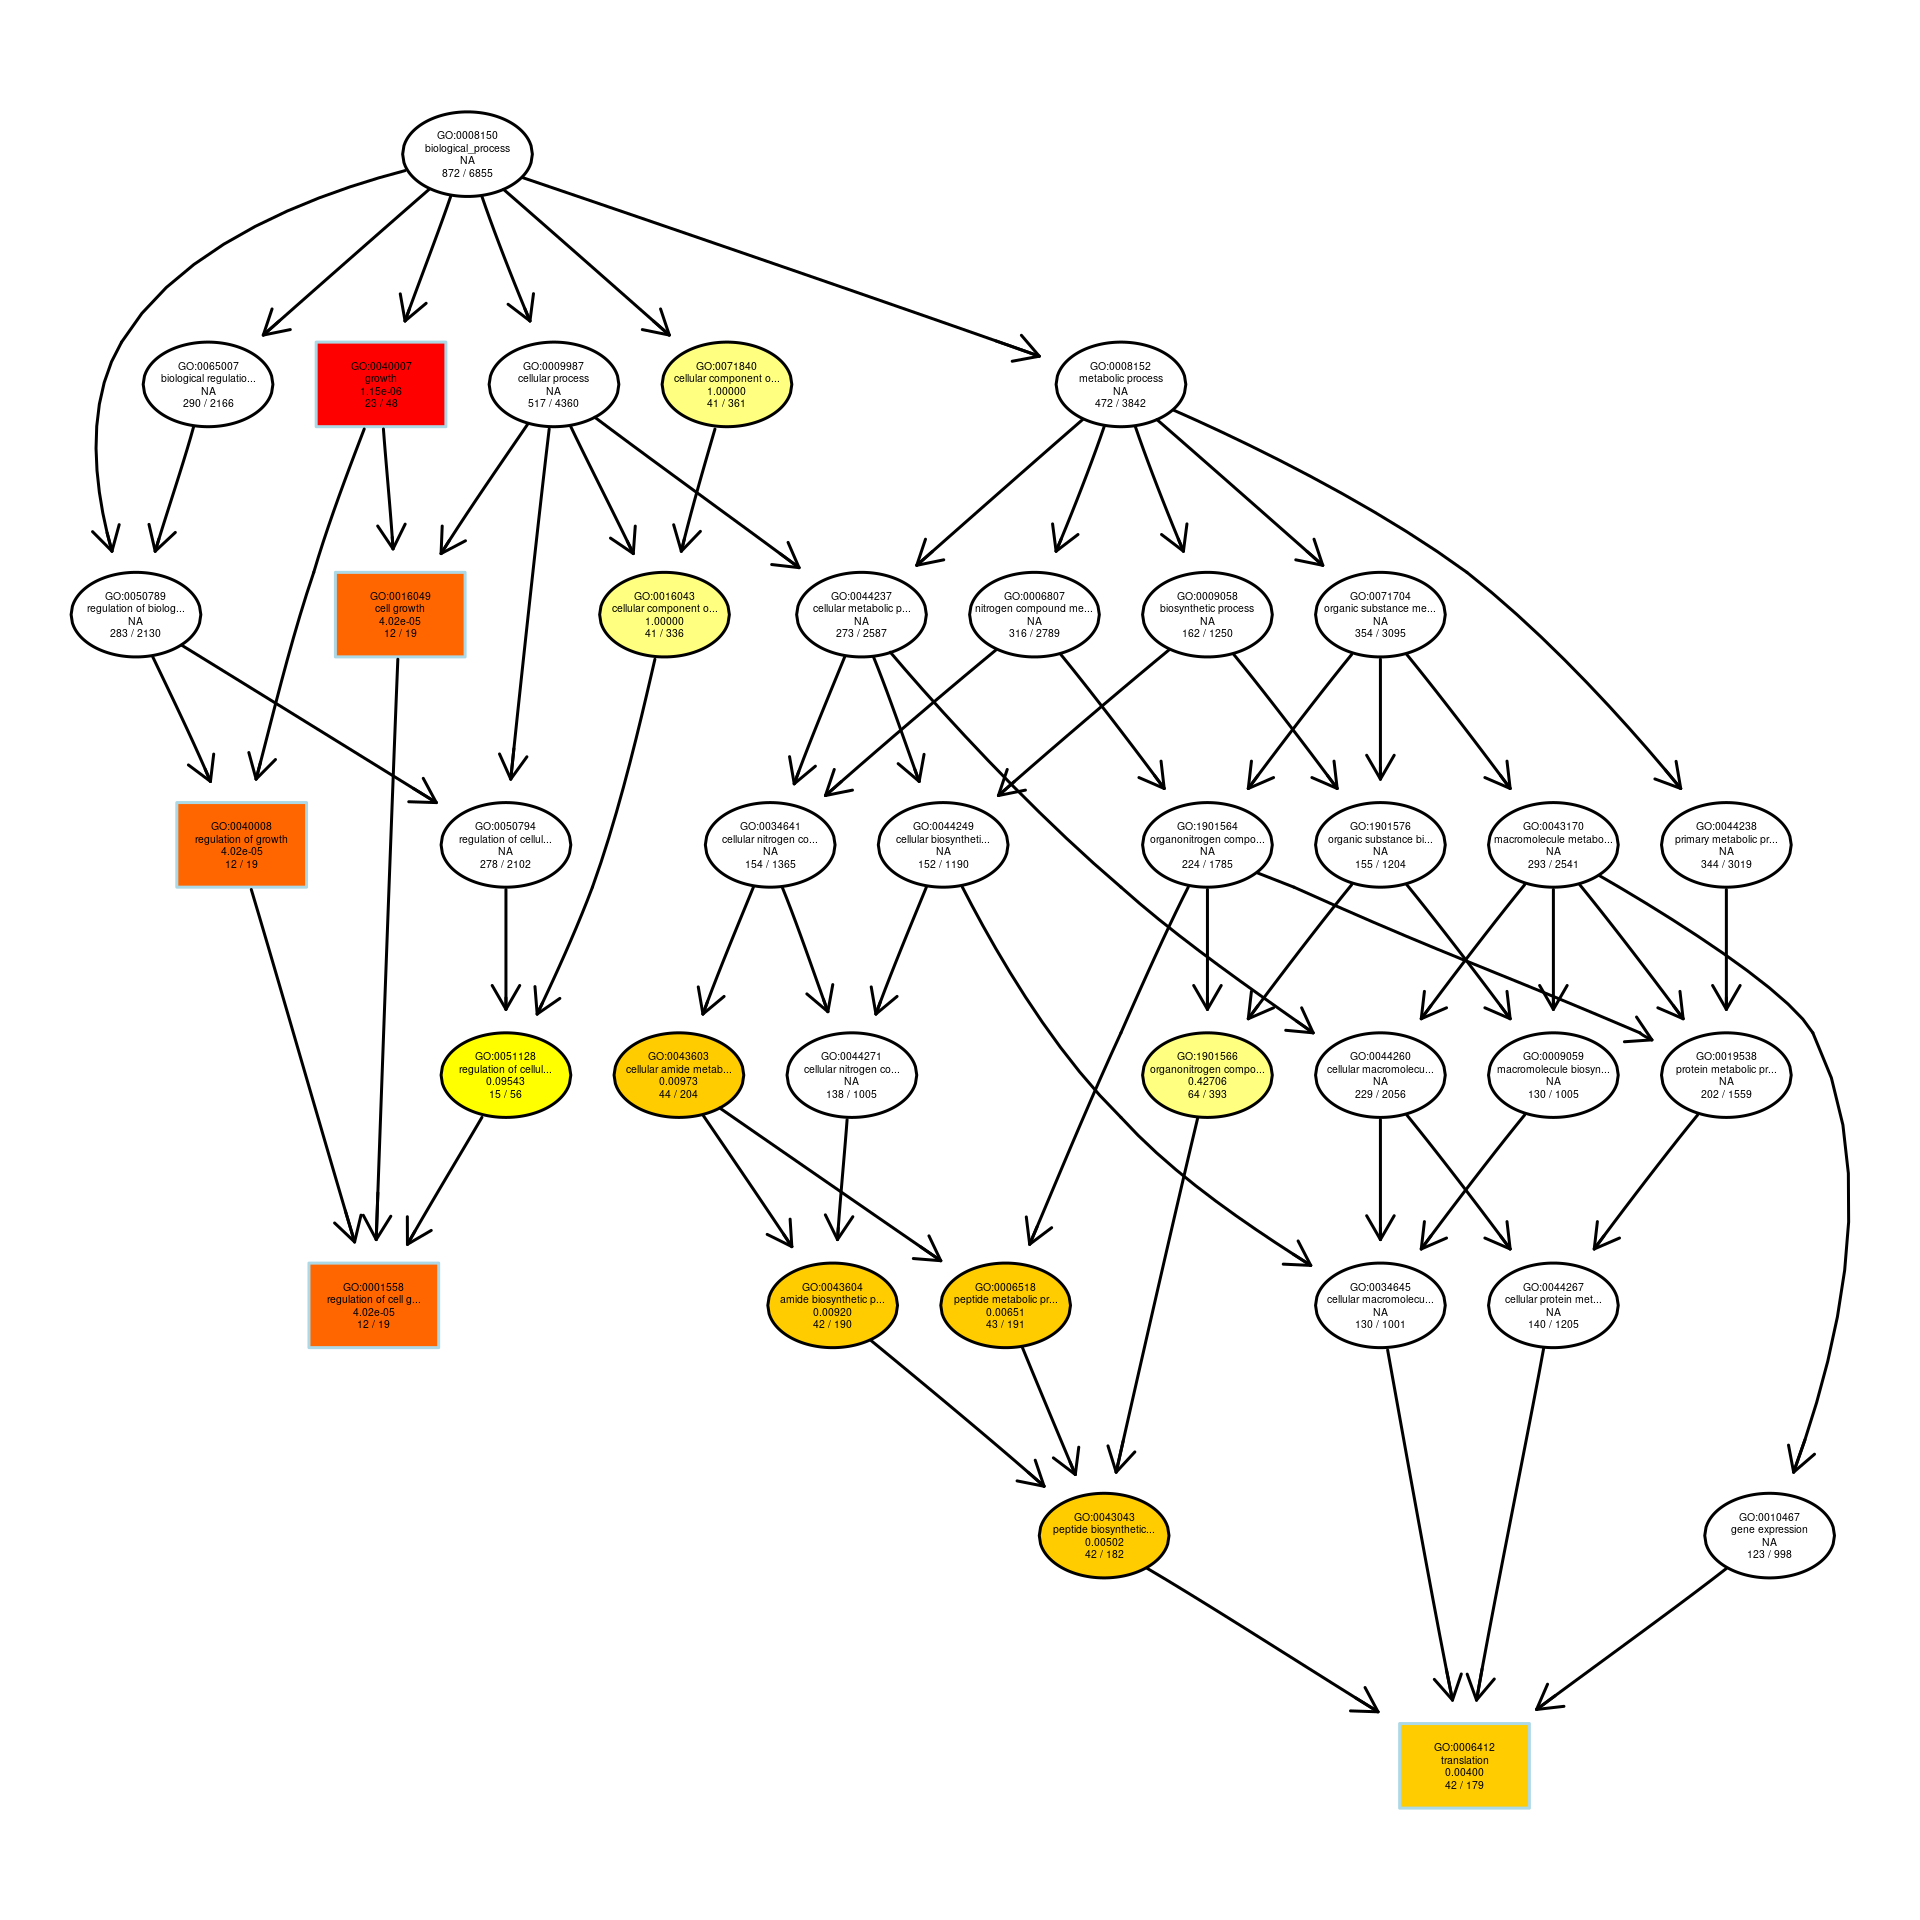 GO:0008150
biological_process
NA
872 / 6855
GO:0065007
biological regulatio...
NA
290 / 2166
GO:0040007
growth
1.15e-06
23 / 48
GO:0009987
cellular process
NA
517 / 4360
GO:0071840
cellular component o...
1.00000
41 / 361
GO:0008152
metabolic process
NA
472 / 3842
GO:0050789
regulation of biolog...
NA
283 / 2130
GO:0016049
cell growth
4.02e-05
12 / 19
GO:0016043
cellular component o...
1.00000
41 / 336
GO:0044237
cellular metabolic p...
NA
273 / 2587
GO:0006807
nitrogen compound me...
NA
316 / 2789
GO:0009058
biosynthetic process
NA
162 / 1250
GO:0071704
organic substance me...
NA
354 / 3095
GO:0040008
regulation of growth
4.02e-05
12 / 19
GO:0050794
regulation of cellul...
NA
278 / 2102
GO:0034641
cellular nitrogen co...
NA
154 / 1365
GO:0044249
cellular biosyntheti...
NA
152 / 1190
GO:1901564
organonitrogen compo...
NA
224 / 1785
GO:1901576
organic substance bi...
NA
155 / 1204
GO:0043170
macromolecule metabo...
NA
293 / 2541
GO:0044238
primary metabolic pr...
NA
344 / 3019
GO:0051128
regulation of cellul...
0.09543
15 / 56
GO:0043603
cellular amide metab...
0.00973
44 / 204
GO:0044271
cellular nitrogen co...
NA
138 / 1005
GO:1901566
organonitrogen compo...
0.42706
64 / 393
GO:0044260
cellular macromolecu...
NA
229 / 2056
GO:0009059
macromolecule biosyn...
NA
130 / 1005
GO:0019538
protein metabolic pr...
NA
202 / 1559
GO:0001558
regulation of cell g...
4.02e-05
12 / 19
GO:0043604
amide biosynthetic p...
0.00920
42 / 190
GO:0006518
peptide metabolic pr...
0.00651
43 / 191
GO:0034645
cellular macromolecu...
NA
130 / 1001
GO:0044267
cellular protein met...
NA
140 / 1205
GO:0043043
peptide biosynthetic...
0.00502
42 / 182
GO:0010467
gene expression
NA
123 / 998
GO:0006412
translation
0.00400
42 / 179